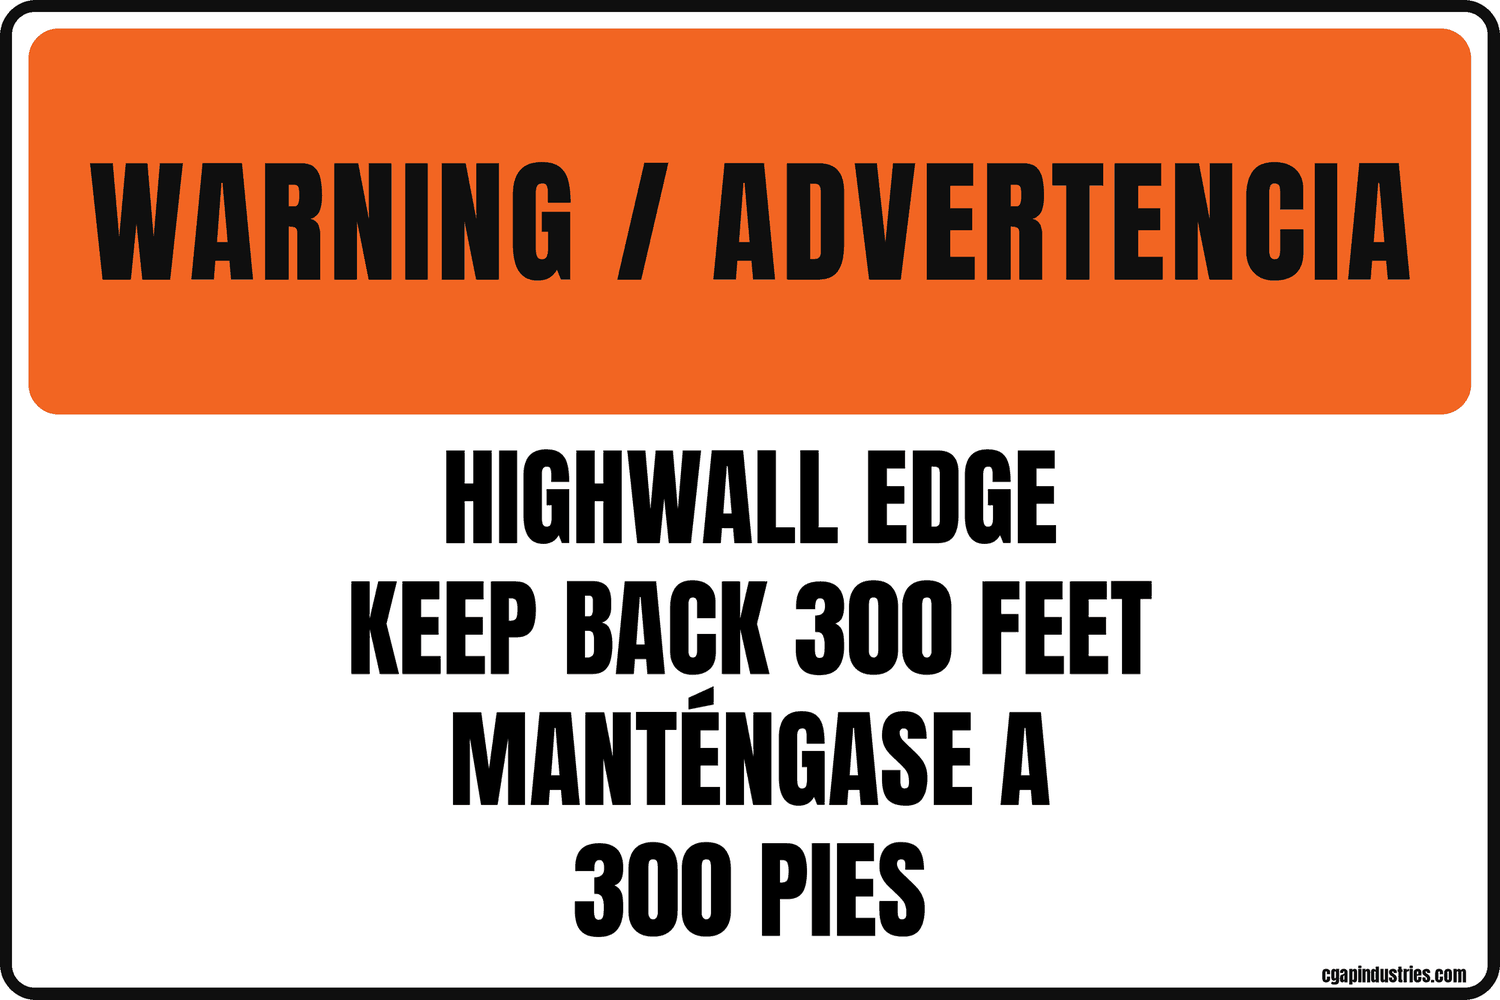 WARNING / ADVERTENCIA
HIGHWALL EDGE
KEEP BACK 300 FEET
MANTÉNGASE A
300 PIES
cgapindustries.com